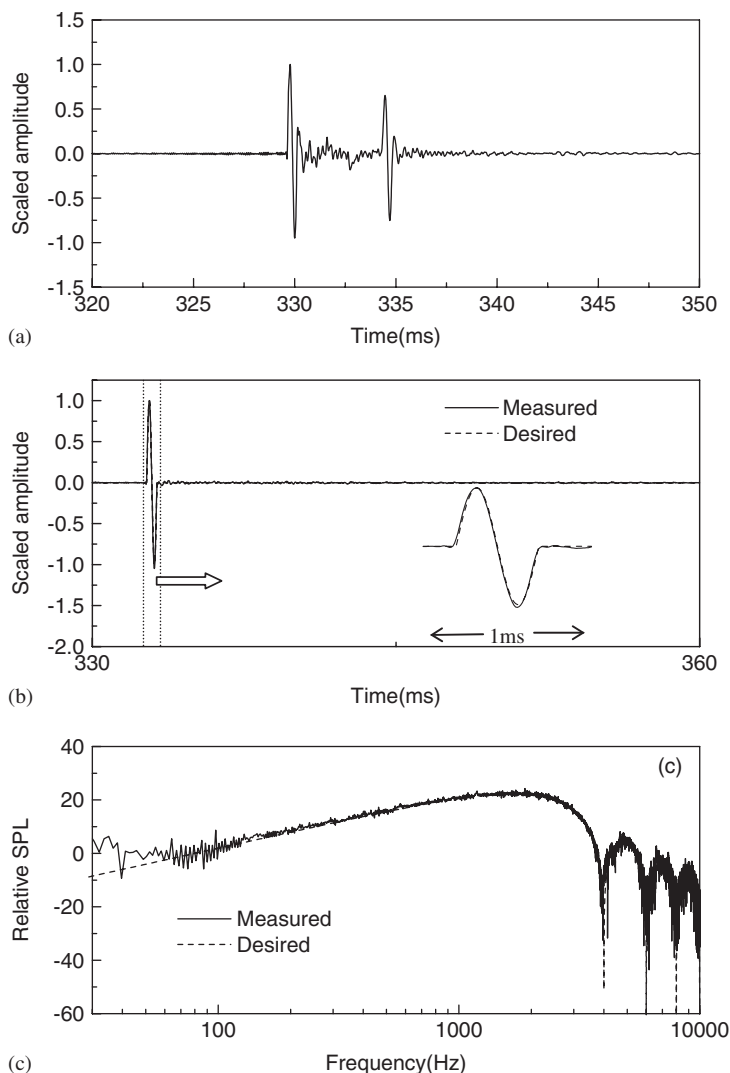 1.5
1.0
0.5
0.0
-0.5
-1.0
-1.5
Scaled amplitude
320 325 330 335 340 345 350
Time(ms)
(a)
1.0
0.5
0.0
-0.5
-1.0
-1.5
-2.0
Scaled amplitude
Measured
Desired
1ms
330 360
Time(ms)
(b)
40
20
0
-20
-40
-60
Relative SPL
(c)
Measured
Desired
100 1000 10000
Frequency(Hz)
(c)